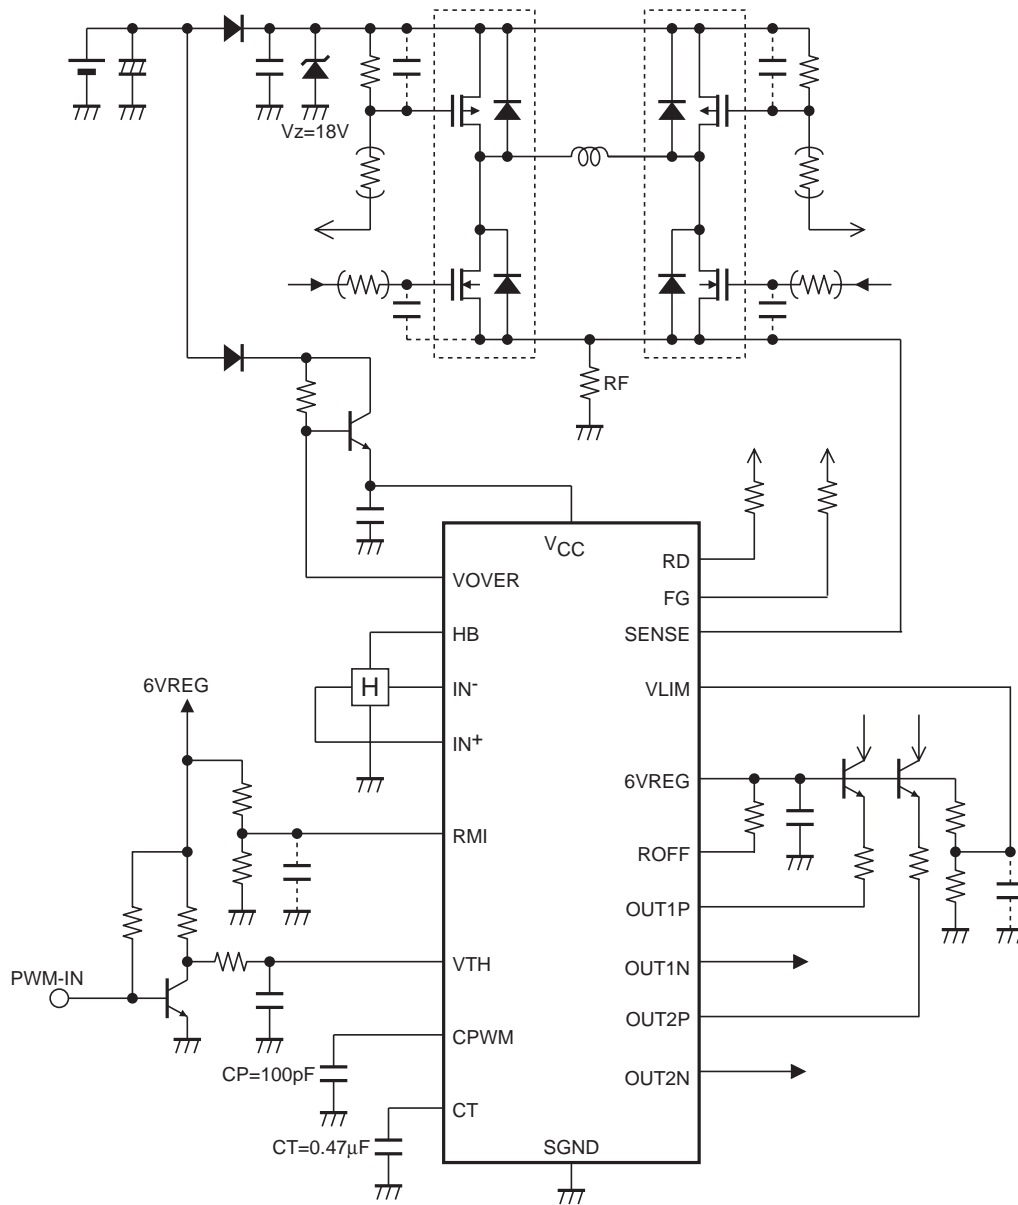 Vz=18V
RF
VCC
RD
VOVER
FG
HB
SENSE
H
6VREG
IN-
VLIM
IN+
6VREG
RMI
ROFF
OUT1P
PWM-IN
VTH
OUT1N
OUT2P
CPWM
CP=100pF
OUT2N
CT
CT=0.47μF
SGND